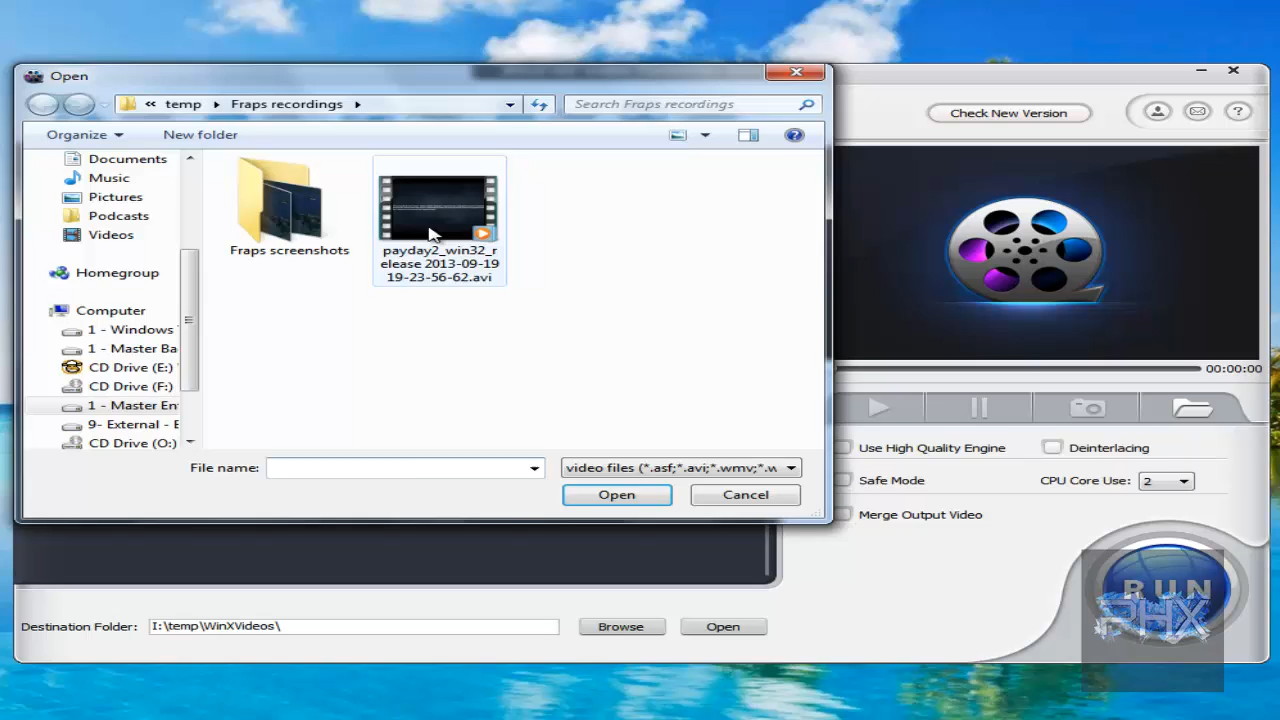 Open
« temp ▸ Fraps recordings ▸
Search Fraps recordings
Check New Version
?
Organize
New folder
?
Documents
Music
Pictures
Podcasts
Videos
Homegroup
Computer
1 - Windows
1 - Master Ba
CD Drive (E:)
CD Drive (F:)
1 - Master En
9- External - E
CD Drive (O:)
Fraps screenshots
payday2_win32_r
elease 2013-09-19
19-23-56-62.avi
00:00:00
Use High Quality Engine
Deinterlacing
Safe Mode
CPU Core Use: 2
Merge Output Video
File name:
video files (*.asf;*.avi;*.wmv;*.w
Open
Cancel
RUN
PHX
Destination Folder: I:\temp\WinXVideos\
Browse
Open